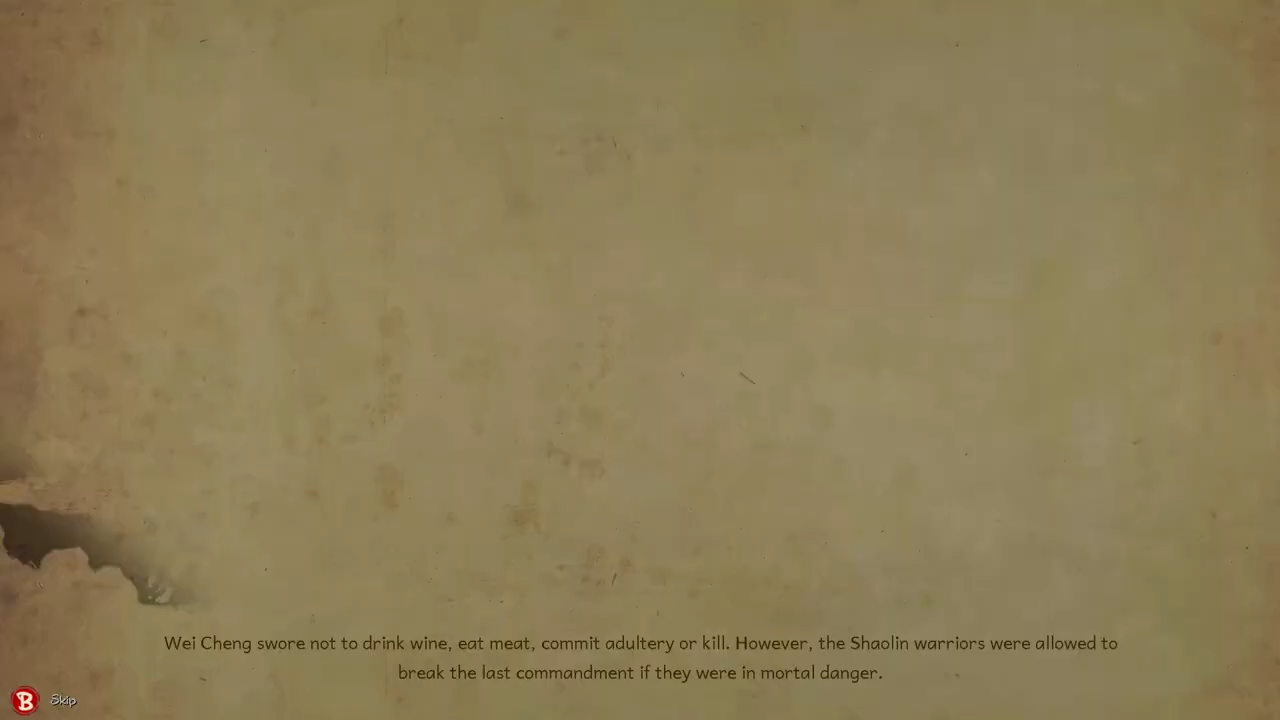 Wei Cheng swore not to drink wine, eat meat, commit adultery or kill. However, the Shaolin warriors were allowed to
break the last commandment if they were in mortal danger.
B Skip